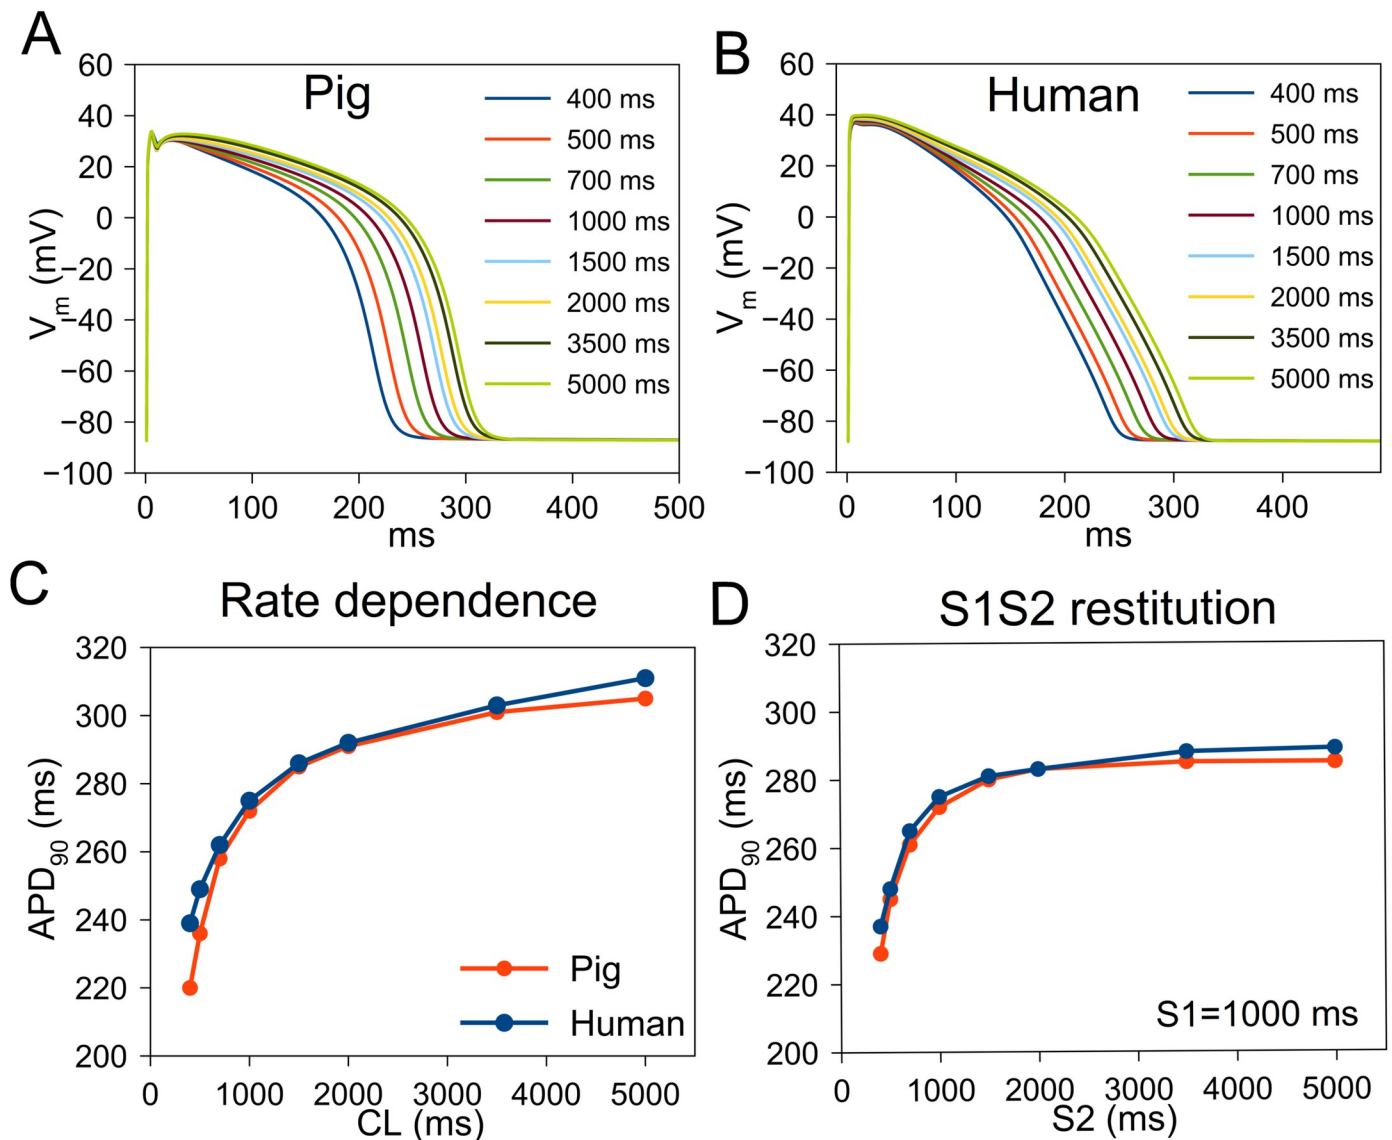 A
Pig
60
40
20
0
−20
−40
−60
−80
−100
V_m (mV)
400 ms
500 ms
700 ms
1000 ms
1500 ms
2000 ms
3500 ms
5000 ms
0 100 200 300 400 500
ms
B
Human
60
40
20
0
−20
−40
−60
−80
−100
V_m (mV)
400 ms
500 ms
700 ms
1000 ms
1500 ms
2000 ms
3500 ms
5000 ms
0 100 200 300 400
ms
C
Rate dependence
320
300
280
260
240
220
200
APD_90 (ms)
Pig
Human
0 1000 2000 3000 4000 5000
CL (ms)
D
S1S2 restitution
320
300
280
260
240
220
200
APD_90 (ms)
S1=1000 ms
0 1000 2000 3000 4000 5000
S2 (ms)